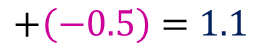 +(−0.5) = 1.1